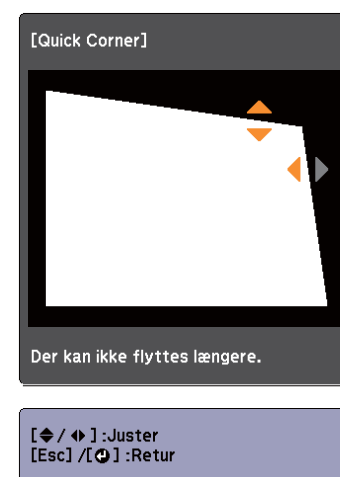 [Quick Corner]
Der kan ikke flyttes længere.
[◆/◆] :Juster
[Esc] /[⏎] :Retur